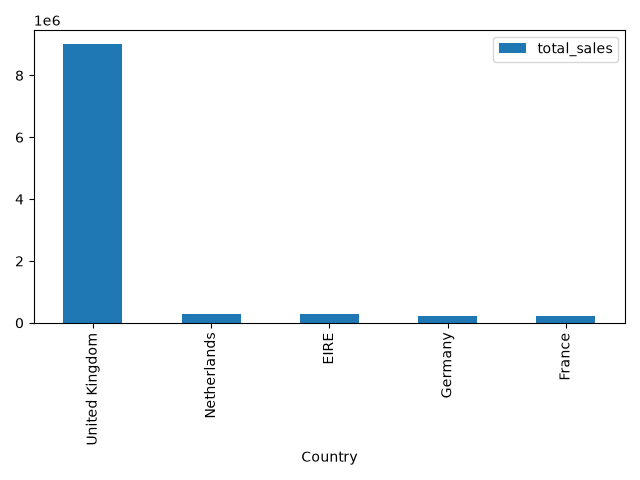 1e6
total_sales
8
6
4
2
0
United Kingdom
Netherlands
EIRE
Germany
France
Country